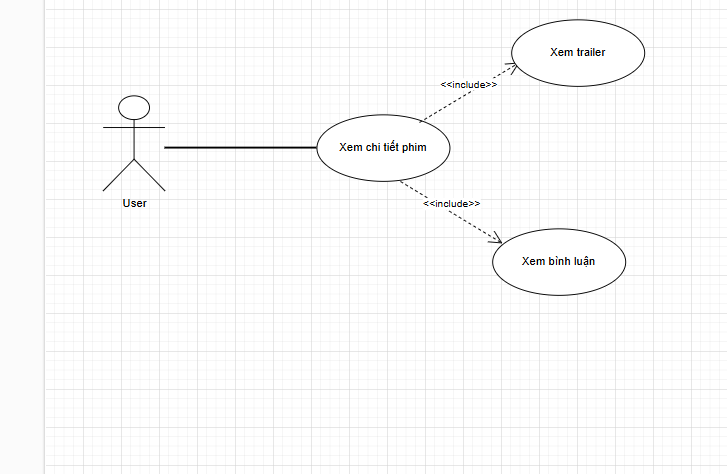 Xem trailer
<<include>>
Xem chi tiết phim
User
<<include>>
Xem bình luận